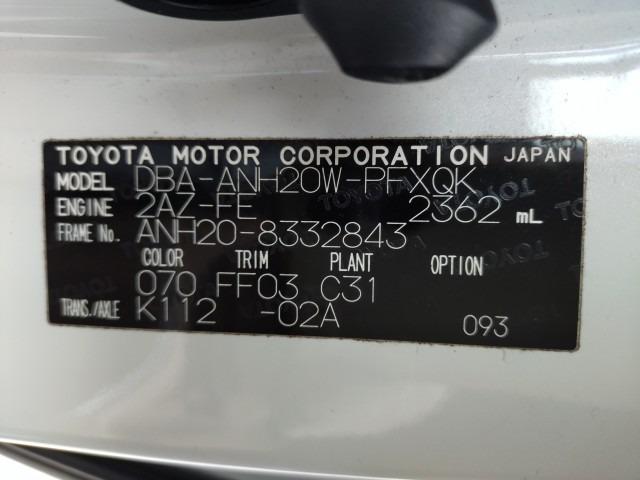 TOYOTA MOTOR CORPORATION JAPAN
MODEL DBA-ANH20W-PFXQK
ENGINE 2AZ-FE 2362 mL
FRAME No. ANH20-8332843
COLOR TRIM PLANT OPTION
070 FF03 C31
TRANS./AXLE K112 -02A 093